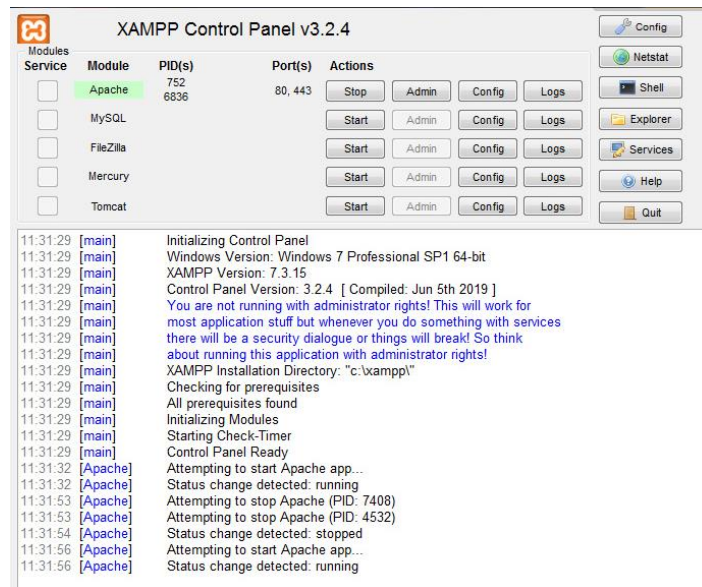 XAMPP Control Panel v3.2.4
Config
Modules
Service Module PID(s) Port(s) Actions
Netstat
Apache 752 6836 80, 443 Stop Admin Config Logs
Shell
MySQL Start Admin Config Logs
Explorer
FileZilla Start Admin Config Logs
Services
Mercury Start Admin Config Logs
Help
Tomcat Start Admin Config Logs
Quit
11:31:29 [main] Initializing Control Panel
11:31:29 [main] Windows Version: Windows 7 Professional SP1 64-bit
11:31:29 [main] XAMPP Version: 7.3.15
11:31:29 [main] Control Panel Version: 3.2.4 [ Compiled: Jun 5th 2019 ]
11:31:29 [main] You are not running with administrator rights! This will work for
11:31:29 [main] most application stuff but whenever you do something with services
11:31:29 [main] there will be a security dialogue or things will break! So think
11:31:29 [main] about running this application with administrator rights!
11:31:29 [main] XAMPP Installation Directory: "c:\xampp\"
11:31:29 [main] Checking for prerequisites
11:31:29 [main] All prerequisites found
11:31:29 [main] Initializing Modules
11:31:29 [main] Starting Check-Timer
11:31:29 [main] Control Panel Ready
11:31:32 [Apache] Attempting to start Apache app...
11:31:32 [Apache] Status change detected: running
11:31:53 [Apache] Attempting to stop Apache (PID: 7408)
11:31:53 [Apache] Attempting to stop Apache (PID: 4532)
11:31:54 [Apache] Status change detected: stopped
11:31:56 [Apache] Attempting to start Apache app...
11:31:56 [Apache] Status change detected: running